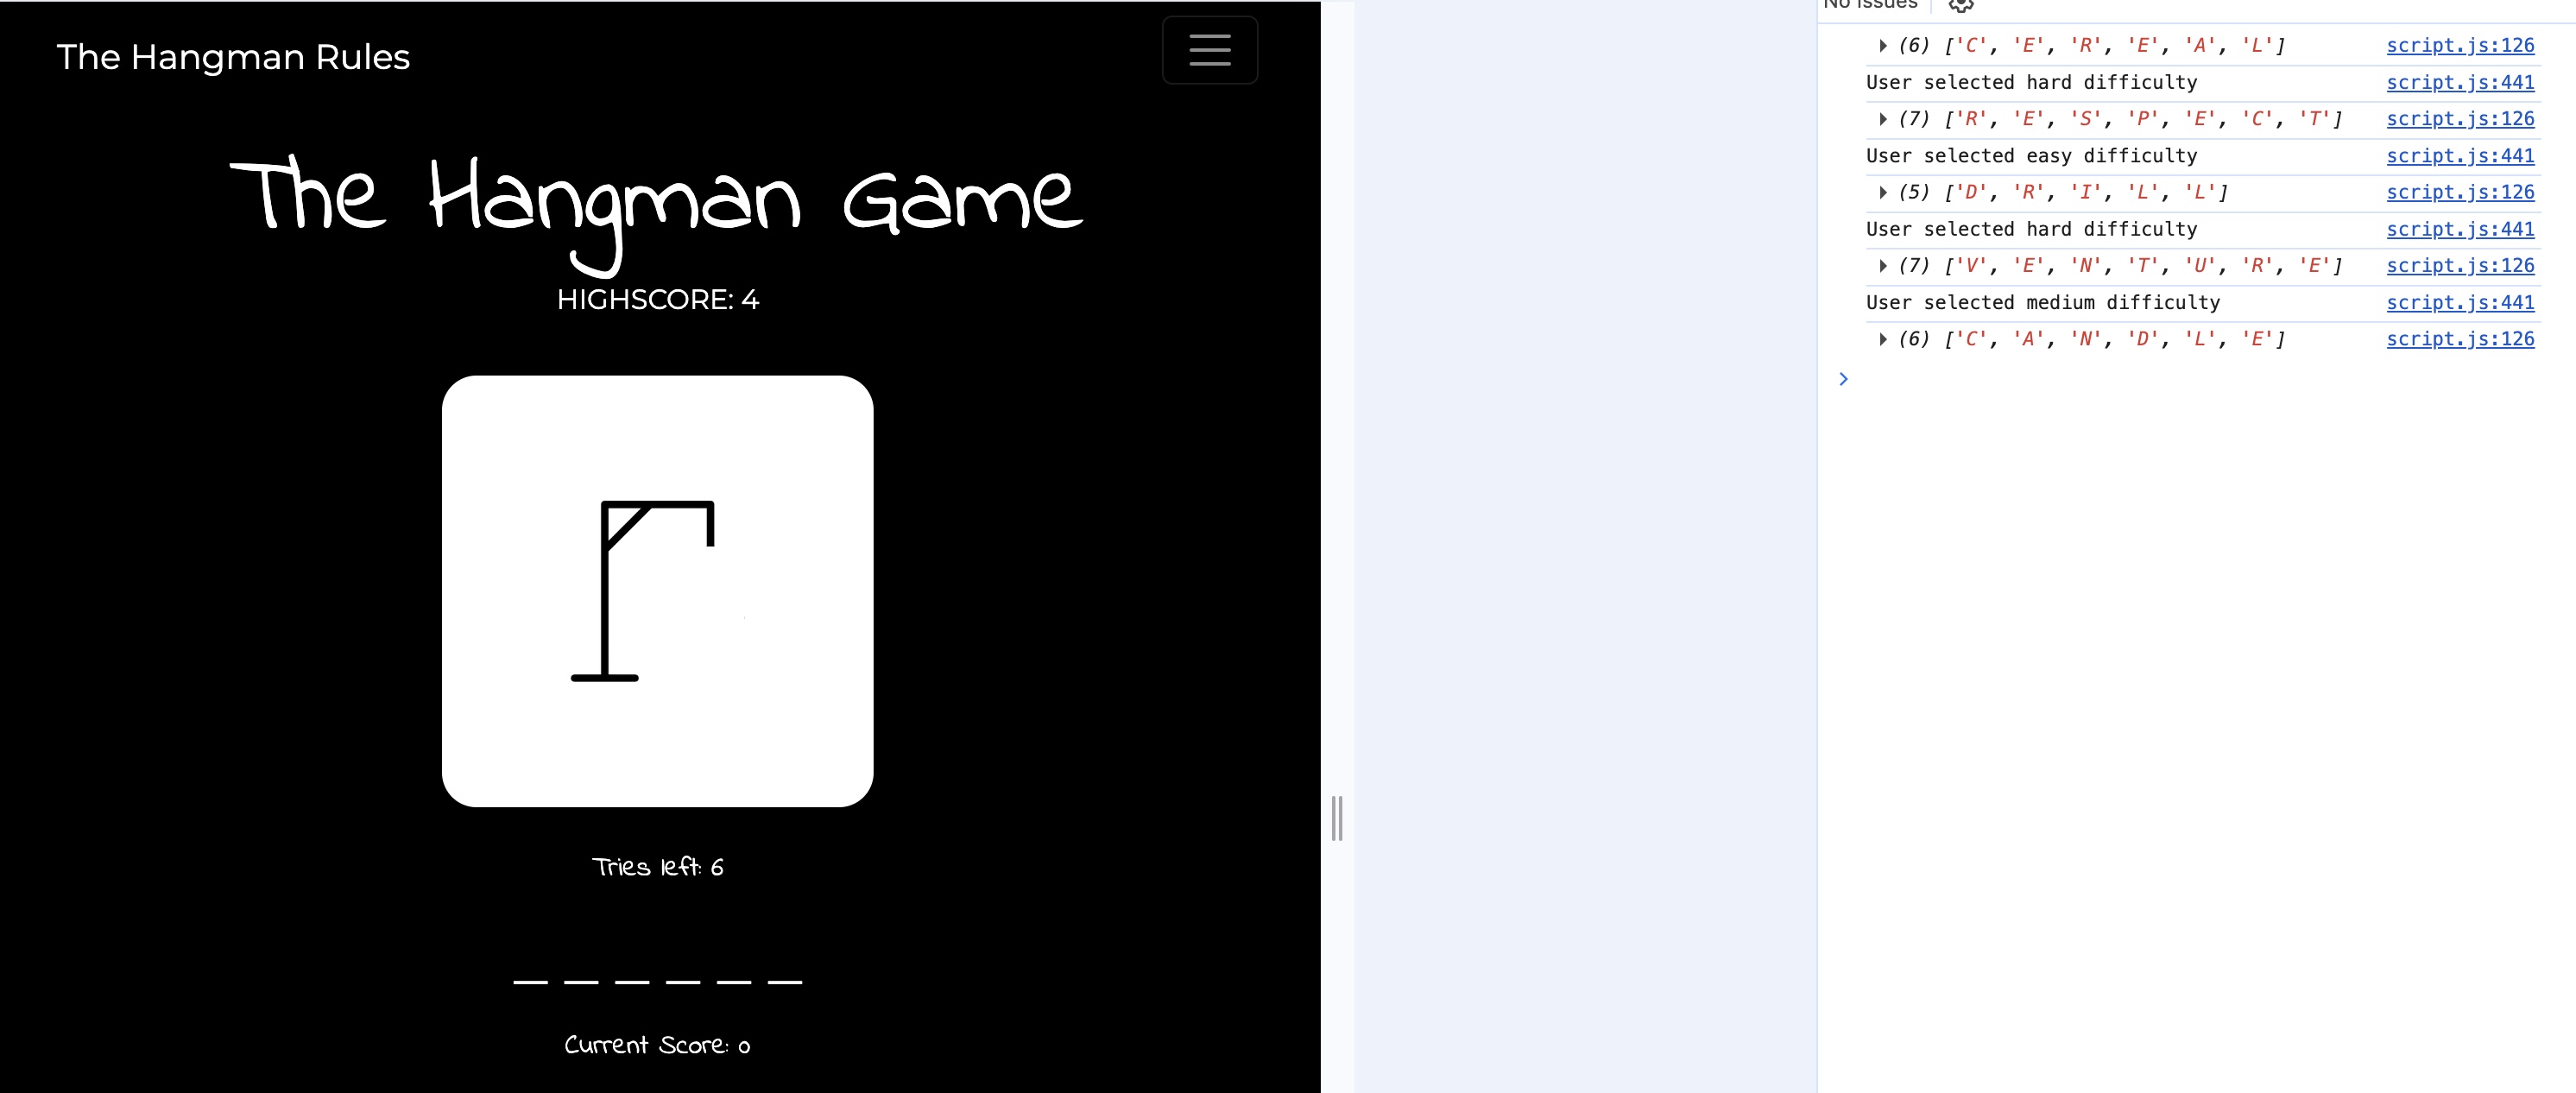 The Hangman Rules
The Hangman Game
HIGHSCORE: 4
Tries left: 6
_ _ _ _ _ _
Current Score: 0
No Issues
(6) ['C', 'E', 'R', 'E', 'A', 'L'] script.js:126
User selected hard difficulty script.js:441
(7) ['R', 'E', 'S', 'P', 'E', 'C', 'T'] script.js:126
User selected easy difficulty script.js:441
(5) ['D', 'R', 'I', 'L', 'L'] script.js:126
User selected hard difficulty script.js:441
(7) ['V', 'E', 'N', 'T', 'U', 'R', 'E'] script.js:126
User selected medium difficulty script.js:441
(6) ['C', 'A', 'N', 'D', 'L', 'E'] script.js:126